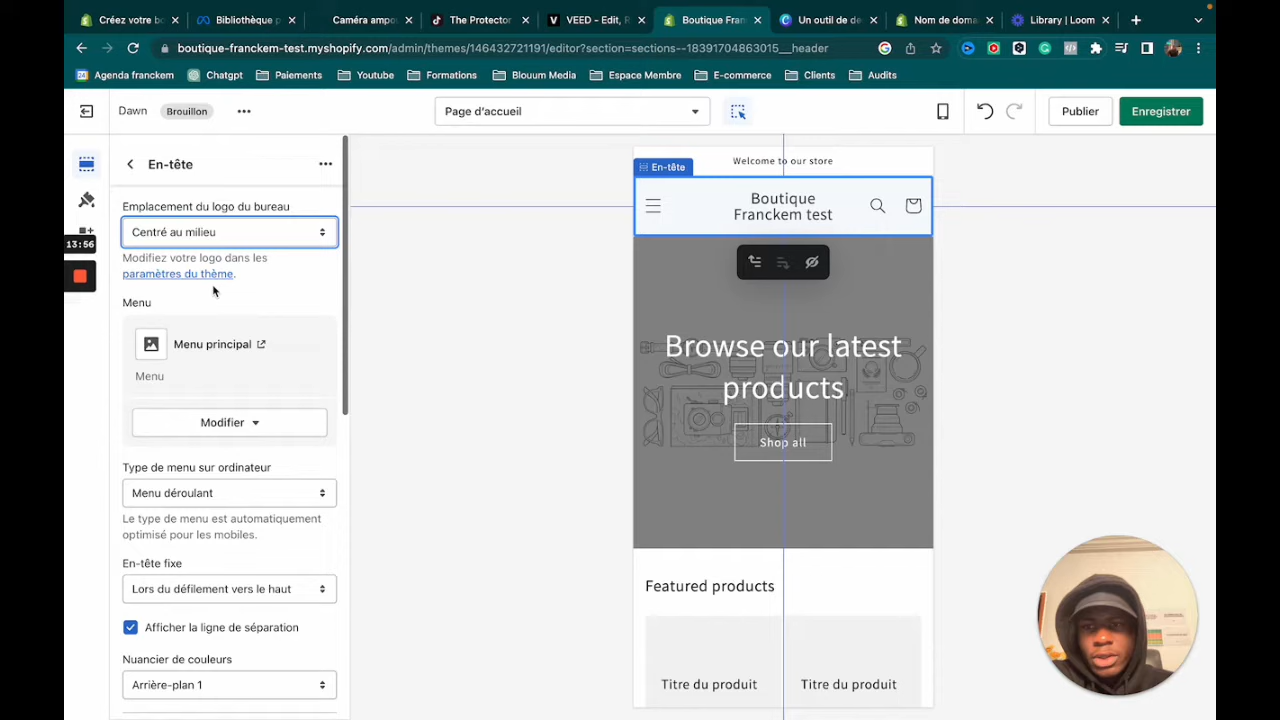 Créez votre b
Bibliothèque p
Caméra ampou
The Protector
VEED - Edit, R
Boutique Fran
Un outil de de
Nom de doma
Library | Loom
boutique-franckem-test.myshopify.com/admin/themes/146432721191/editor?section=sections--18391704863015__header
Agenda franckem
Chatgpt
Paiements
Youtube
Formations
Blouum Media
Espace Membre
E-commerce
Clients
Audits
Dawn
Brouillon
Page d'accueil
Publier
Enregistrer
En-tête
Emplacement du logo du bureau
Centré au milieu
13:56
Modifiez votre logo dans les
paramètres du thème.
Menu
Menu principal
Menu
Modifier
Type de menu sur ordinateur
Menu déroulant
Le type de menu est automatiquement
optimisé pour les mobiles.
En-tête fixe
Lors du défilement vers le haut
Afficher la ligne de séparation
Nuancier de couleurs
Arrière-plan 1
Welcome to our store
En-tête
Boutique
Franckem test
Browse our latest
products
Shop all
Featured products
Titre du produit
Titre du produit